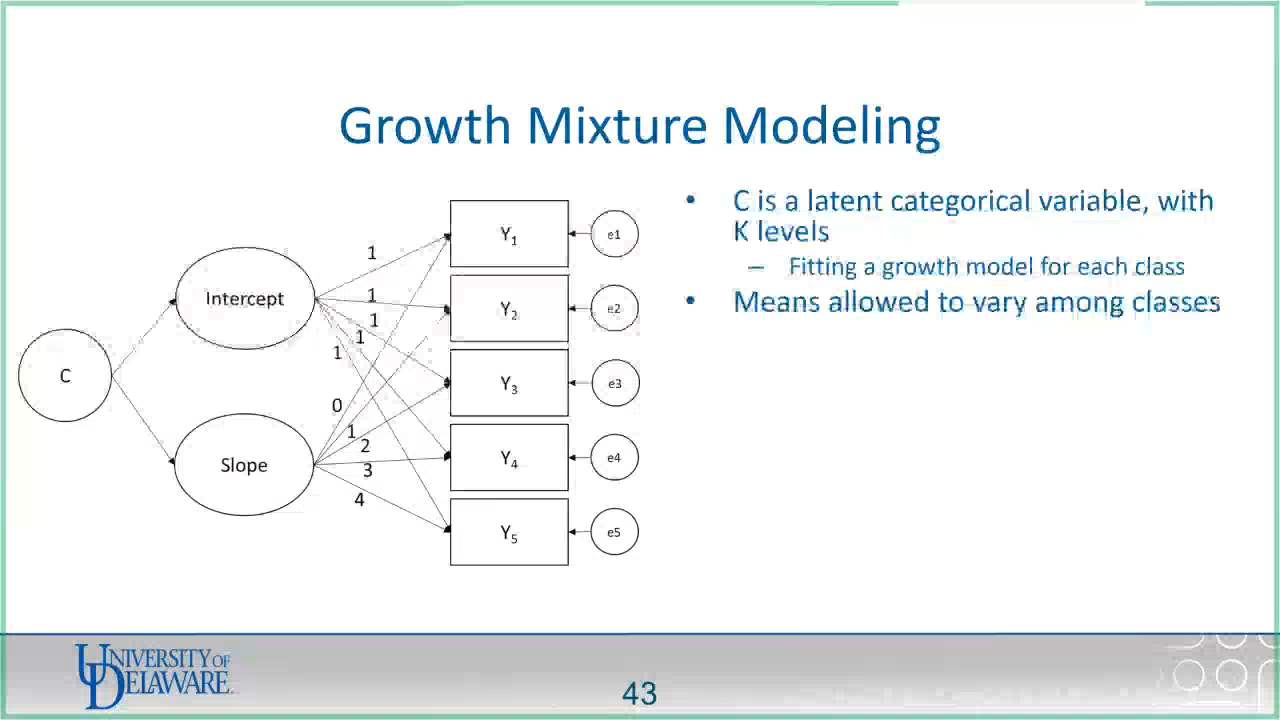 Growth Mixture Modeling
• C is a latent categorical variable, with
K levels
– Fitting a growth model for each class
• Means allowed to vary among classes
C
Intercept
Slope
1
1
1
1
1
0
1
2
3
4
Y1
Y2
Y3
Y4
Y5
e1
e2
e3
e4
e5
UNIVERSITY OF
DELAWARE
43